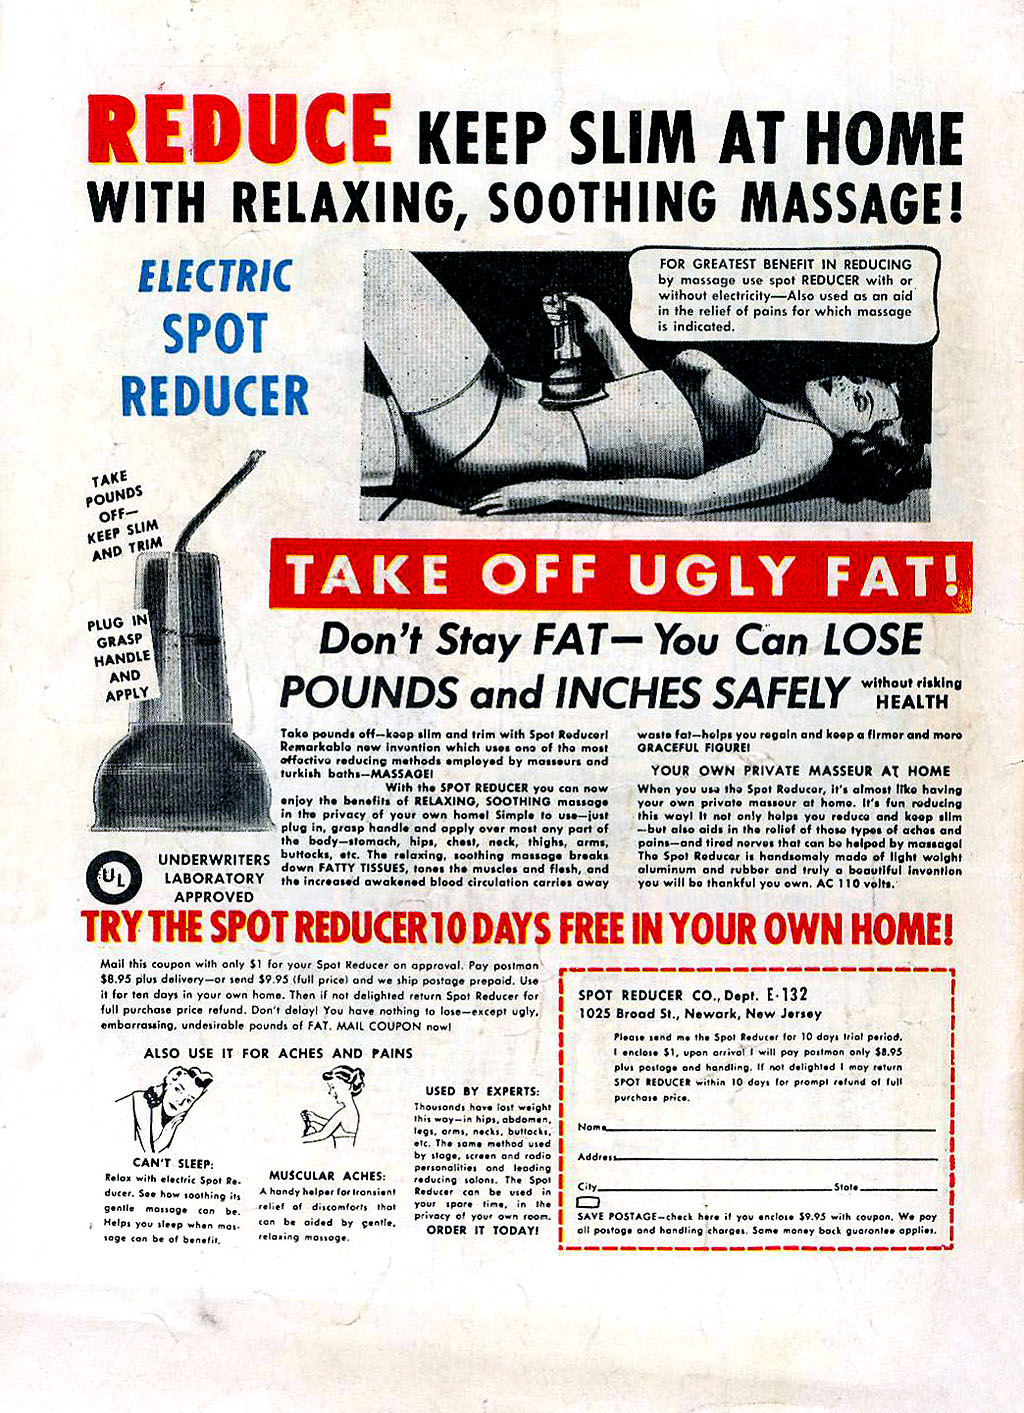 REDUCE KEEP SLIM AT HOME
WITH RELAXING, SOOTHING MASSAGE!
ELECTRIC
SPOT
REDUCER
FOR GREATEST BENEFIT IN REDUCING
by massage use spot REDUCER with or
without electricity—Also used as an aid
in the relief of pains for which massage
is indicated.
TAKE
POUNDS
OFF—
KEEP SLIM
AND TRIM
PLUG IN
GRASP
HANDLE
AND
APPLY
TAKE OFF UGLY FAT!
Don't Stay FAT— You Can LOSE
POUNDS and INCHES SAFELY without risking
HEALTH
Take pounds off—keep slim and trim with Spot Reducer!
Remarkable new invention which uses one of the most
effective reducing methods employed by masseurs and
turkish baths—MASSAGE!
With the SPOT REDUCER you can now
enjoy the benefits of RELAXING, SOOTHING massage
in the privacy of your own home! Simple to use—just
plug in, grasp handle and apply over most any part of
the body—stomach, hips, chest, neck, thighs, arms,
buttocks, etc. The relaxing, soothing massage breaks
down FATTY TISSUES, tones the muscles and flesh, and
the increased awakened blood circulation carries away
waste fat—helps you regain and keep a firmer and more
GRACEFUL FIGURE!
YOUR OWN PRIVATE MASSEUR AT HOME
When you use the Spot Reducer, it's almost like having
your own private masseur at home. It's fun reducing
this way! It not only helps you reduce and keep slim
—but also aids in the relief of those types of aches and
pains—and tired nerves that can be helped by massage!
The Spot Reducer is handsomely made of light weight
aluminum and rubber and truly a beautiful invention
you will be thankful you own. AC 110 volts.
UL
UNDERWRITERS
LABORATORY
APPROVED
TRY THE SPOT REDUCER 10 DAYS FREE IN YOUR OWN HOME!
Mail this coupon with only $1 for your Spot Reducer on approval. Pay postman
$8.95 plus delivery—or send $9.95 (full price) and we ship postage prepaid. Use
it for ten days in your own home. Then if not delighted return Spot Reducer for
full purchase price refund. Don't delay! You have nothing to lose—except ugly,
embarrassing, undesirable pounds of FAT. MAIL COUPON now!
ALSO USE IT FOR ACHES AND PAINS
CAN'T SLEEP:
Relax with electric Spot Re-
ducer. See how soothing its
gentle massage can be.
Helps you sleep when mas-
sage can be of benefit.
MUSCULAR ACHES:
A handy helper for transient
relief of discomforts that
can be aided by gentle,
relaxing massage.
USED BY EXPERTS:
Thousands have lost weight
this way—in hips, abdomen,
legs, arms, necks, buttocks,
etc. The same method used
by stage, screen and radio
personalities and leading
reducing salons. The Spot
Reducer can be used in
your spare time, in the
privacy of your own room.
ORDER IT TODAY!
SPOT REDUCER CO., Dept. E-132
1025 Broad St., Newark, New Jersey
Please send me the Spot Reducer for 10 days trial period.
I enclose $1, upon arrival I will pay postman only $8.95
plus postage and handling. If not delighted I may return
SPOT REDUCER within 10 days for prompt refund of full
purchase price.
Name
Address
City State
SAVE POSTAGE—check here if you enclose $9.95 with coupon. We pay
all postage and handling charges. Same money back guarantee applies.